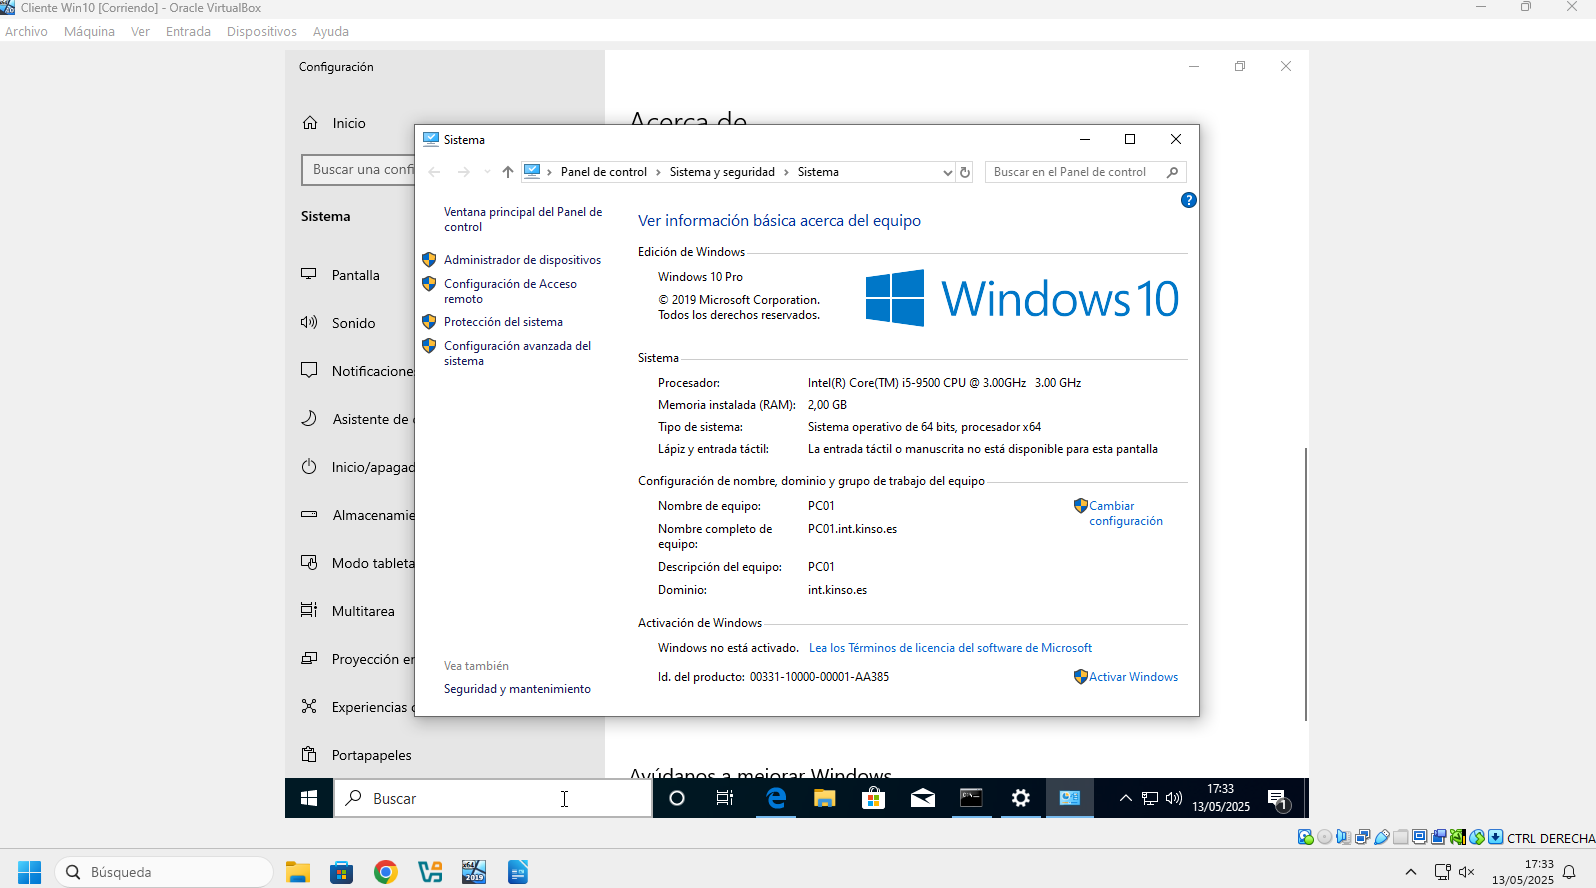 Cliente Win10 [Corriendo] - Oracle VirtualBox
Archivo Máquina Ver Entrada Dispositivos Ayuda
Configuración
Inicio
Buscar una confi
Sistema
Pantalla
Sonido
Notificaciones
Asistente de
Inicio/apagad
Almacenamie
Modo tableta
Multitarea
Proyección en
Experiencias
Portapapeles
Acerca de
Sistema
Panel de control > Sistema y seguridad > Sistema
Buscar en el Panel de control
?
Ventana principal del Panel de
control
Administrador de dispositivos
Configuración de Acceso
remoto
Protección del sistema
Configuración avanzada del
sistema
Vea también
Seguridad y mantenimiento
Ver información básica acerca del equipo
Edición de Windows
Windows 10 Pro
© 2019 Microsoft Corporation.
Todos los derechos reservados.
Windows 10
Sistema
Procesador: Intel(R) Core(TM) i5-9500 CPU @ 3.00GHz 3.00 GHz
Memoria instalada (RAM): 2,00 GB
Tipo de sistema: Sistema operativo de 64 bits, procesador x64
Lápiz y entrada táctil: La entrada táctil o manuscrita no está disponible para esta pantalla
Configuración de nombre, dominio y grupo de trabajo del equipo
Nombre de equipo: PC01
Cambiar
configuración
Nombre completo de
equipo:
PC01.int.kinso.es
Descripción del equipo: PC01
Dominio: int.kinso.es
Activación de Windows
Windows no está activado. Lea los Términos de licencia del software de Microsoft
Id. del producto: 00331-10000-00001-AA385
Activar Windows
Ayúdanos a mejorar Windows
Buscar
17:33
13/05/2025
1
CTRL DERECHA
Búsqueda
x64
2019
17:33
13/05/2025